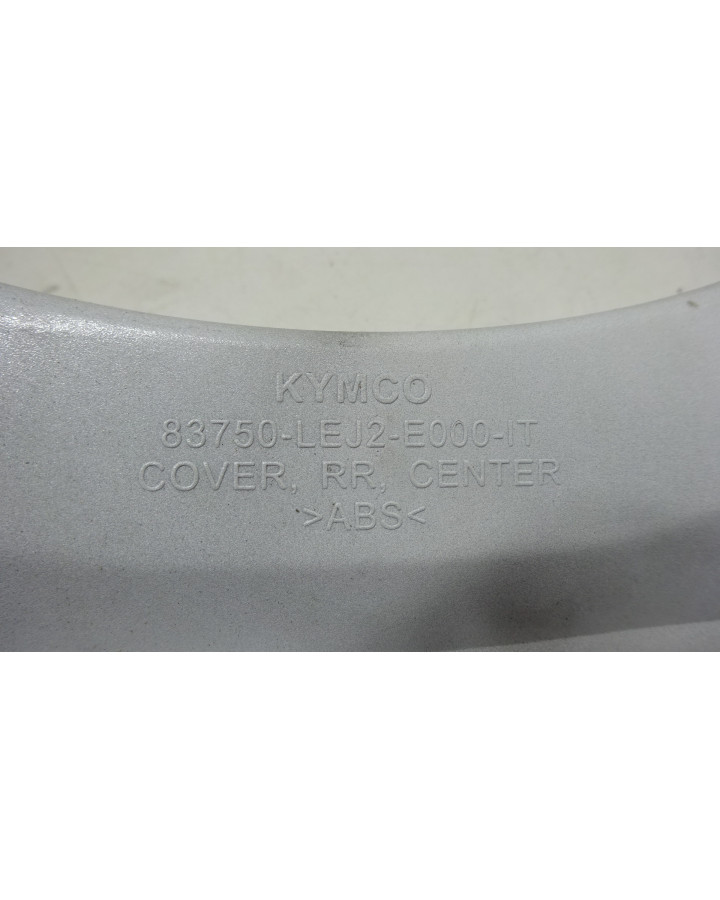 KYMCO
83750-LEJ2-E000-IT
COVER, RR, CENTER
>ABS<